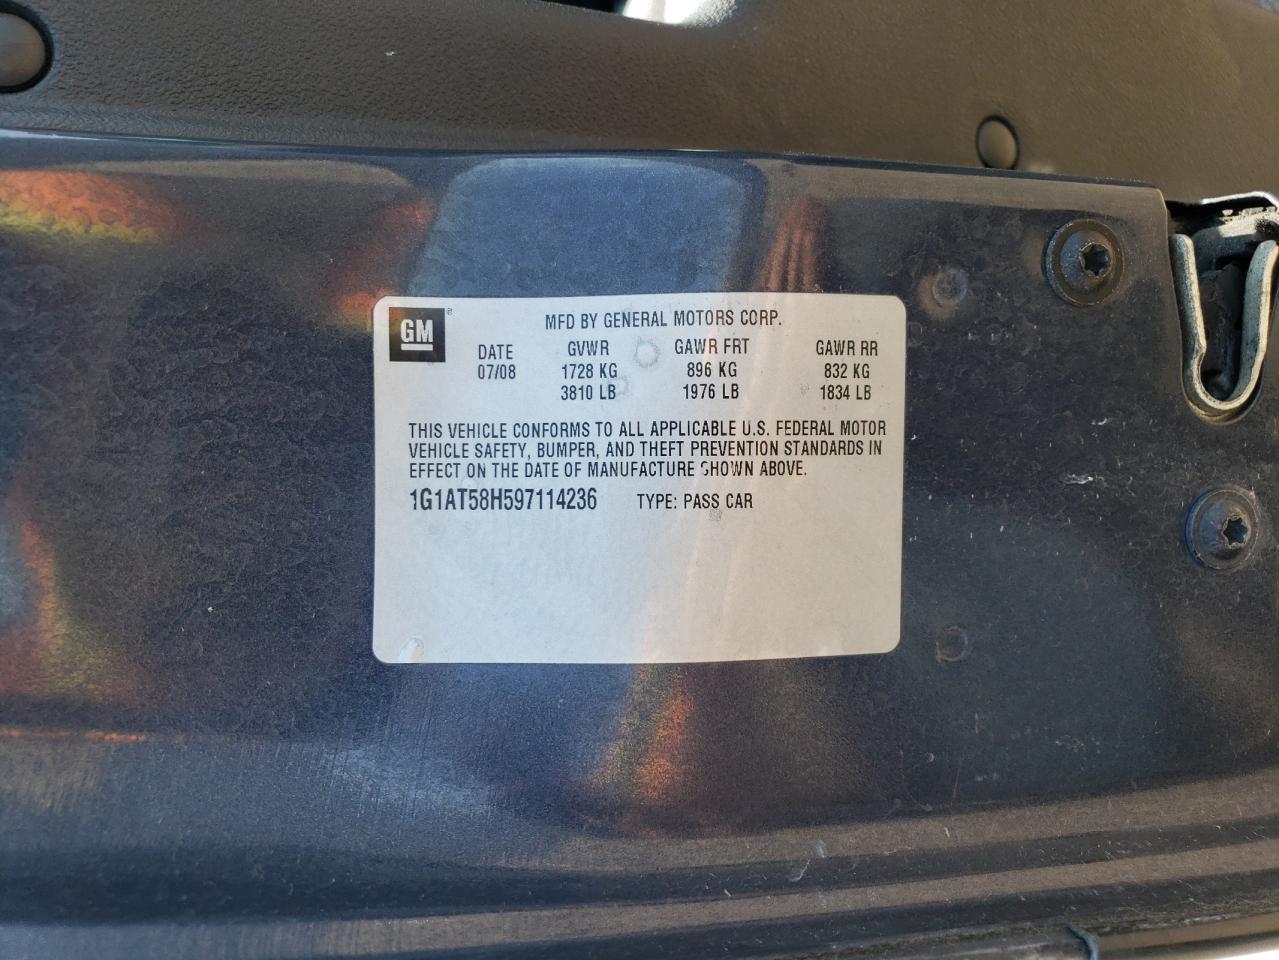 GM ®
MFD BY GENERAL MOTORS CORP.
DATE GVWR GAWR FRT GAWR RR
07/08 1728 KG 896 KG 832 KG
3810 LB 1976 LB 1834 LB
THIS VEHICLE CONFORMS TO ALL APPLICABLE U.S. FEDERAL MOTOR
VEHICLE SAFETY, BUMPER, AND THEFT PREVENTION STANDARDS IN
EFFECT ON THE DATE OF MANUFACTURE SHOWN ABOVE.
1G1AT58H597114236 TYPE: PASS CAR